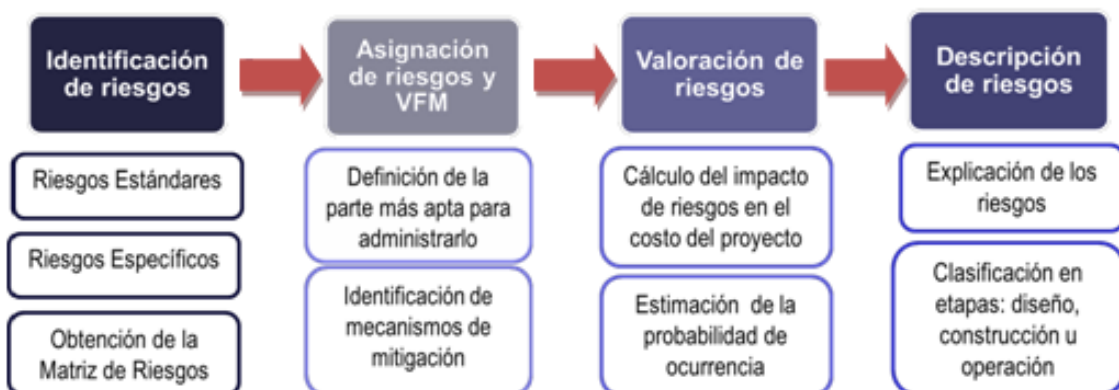 Identificación
de riesgos
Asignación
de riesgos y
VFM
Valoración de
riesgos
Descripción
de riesgos
Riesgos Estándares
Riesgos Específicos
Obtención de la
Matriz de Riesgos
Definición de la
parte más apta para
administrarlo
Identificación de
mecanismos de
mitigación
Cálculo del impacto
de riesgos en el
costo del proyecto
Estimación de la
probabilidad de
ocurrencia
Explicación de los
riesgos
Clasificación en
etapas: diseño,
construcción u
operación